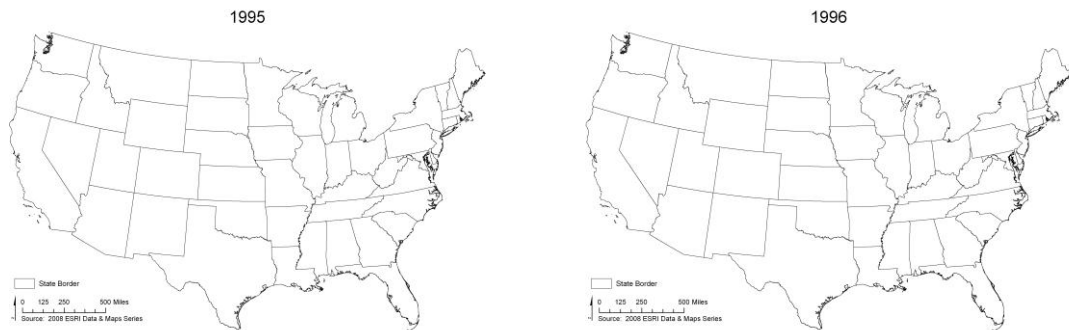 1995
State Border
0 125 250 500 Miles
Source: 2008 ESRI Data & Maps Series
1996
State Border
0 125 250 500 Miles
Source: 2008 ESRI Data & Maps Series